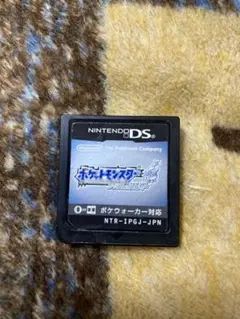 NINTENDO DS
Nintendo
The Pokémon Company
ポケットモンスター
ポケウォーカー対応
NTR-IPGJ-JPN